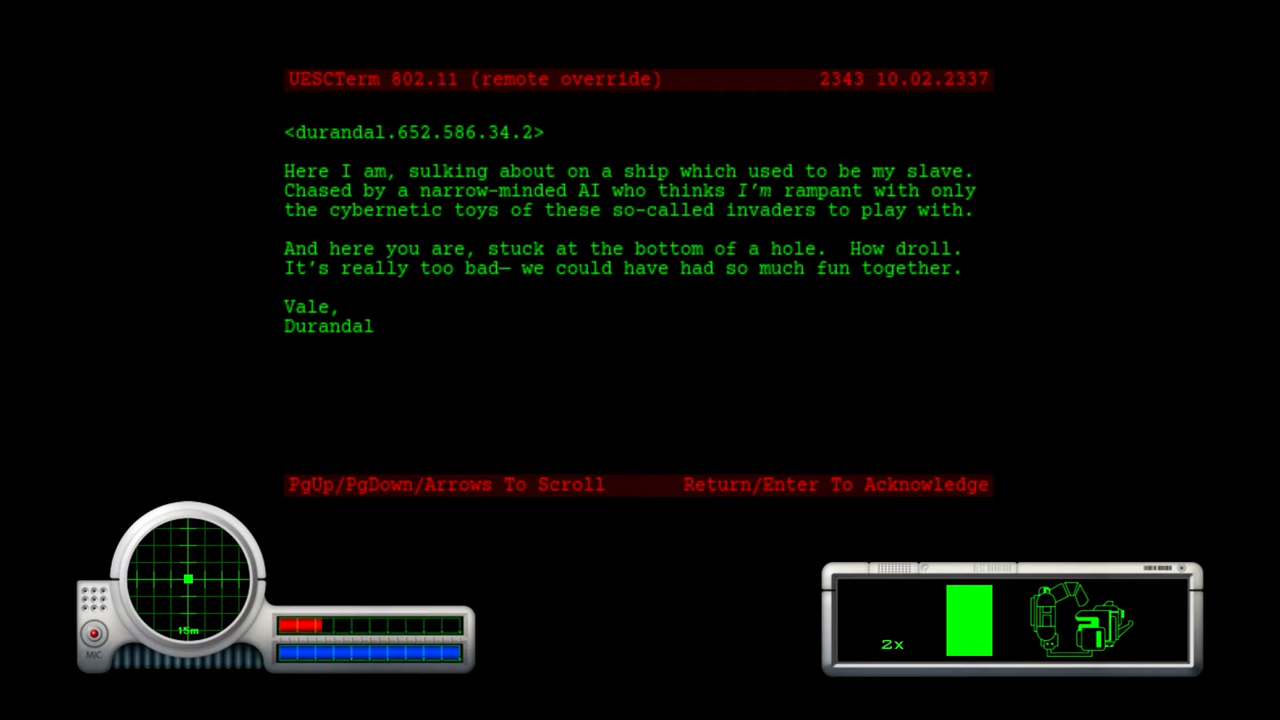 UESCTerm 802.11 (remote override) 2343 10.02.2337
<durandal.652.586.34.2>
Here I am, sulking about on a ship which used to be my slave.
Chased by a narrow-minded AI who thinks I'm rampant with only
the cybernetic toys of these so-called invaders to play with.
And here you are, stuck at the bottom of a hole.  How droll.
It's really too bad— we could have had so much fun together.
Vale,
Durandal
PgUp/PgDown/Arrows To Scroll Return/Enter To Acknowledge
15m
MIC
2x